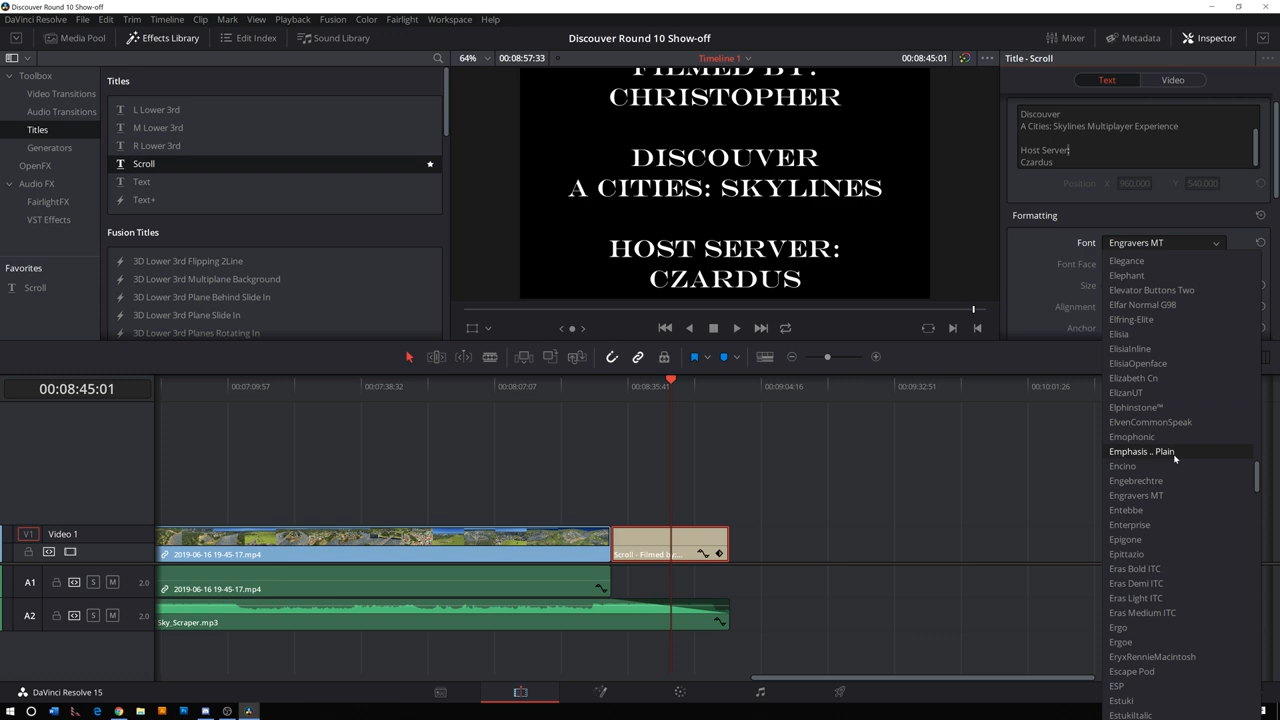 Discover Round 10 Show-off
DaVinci Resolve File Edit Trim Timeline Clip Mark View Playback Fusion Color Fairlight Workspace Help
Media Pool Effects Library Edit Index Sound Library Discover Round 10 Show-off Mixer Metadata Inspector
64% 00:08:57:33 Timeline 1 00:08:45:01 Title - Scroll
Toolbox
Video Transitions
Audio Transitions
Titles
Generators
OpenFX
Audio FX
FairlightFX
VST Effects
Favorites
Scroll
Titles
L Lower 3rd
M Lower 3rd
R Lower 3rd
Scroll
Text
Text+
Fusion Titles
3D Lower 3rd Flipping 2Line
3D Lower 3rd Multiplane Background
3D Lower 3rd Plane Behind Slide In
3D Lower 3rd Plane Slide In
3D Lower 3rd Planes Rotating In
FILMED BY:
CHRISTOPHER
DISCOUVER
A CITIES: SKYLINES
HOST SERVER:
CZARDUS
Text Video
Discouver
A Cities: Skylines Multiplayer Experience
Host Server:
Czardus
Position X 960.000 Y 540.000
Formatting
Font Engravers MT
Font Face
Size
Alignment
Anchor
Elegance
Elephant
Elevator Buttons Two
Elfar Normal G98
Elfring-Elite
Elisia
ElisiaInline
ElisiaOpenface
Elizabeth Cn
ElizanUT
Elphinstone™
ElvenCommonSpeak
Emophonic
Emphasis .. Plain
Encino
Engebrechtre
Engravers MT
Entebbe
Enterprise
Epigone
Epittazio
Eras Bold ITC
Eras Demi ITC
Eras Light ITC
Eras Medium ITC
Ergo
Ergoe
EryxRennieMacintosh
Escape Pod
ESP
Estuki
EstukiItalic
00:08:45:01
00:07:09:57 00:07:38:32 00:08:07:07 00:08:35:41 00:09:04:16 00:09:32:51 00:10:01:26
V1 Video 1
2019-06-16 19-45-17.mp4
Scroll - Filmed by:...
A1 S M 2.0
2019-06-16 19-45-17.mp4
A2 S M 2.0
Sky_Scraper.mp3
DaVinci Resolve 15